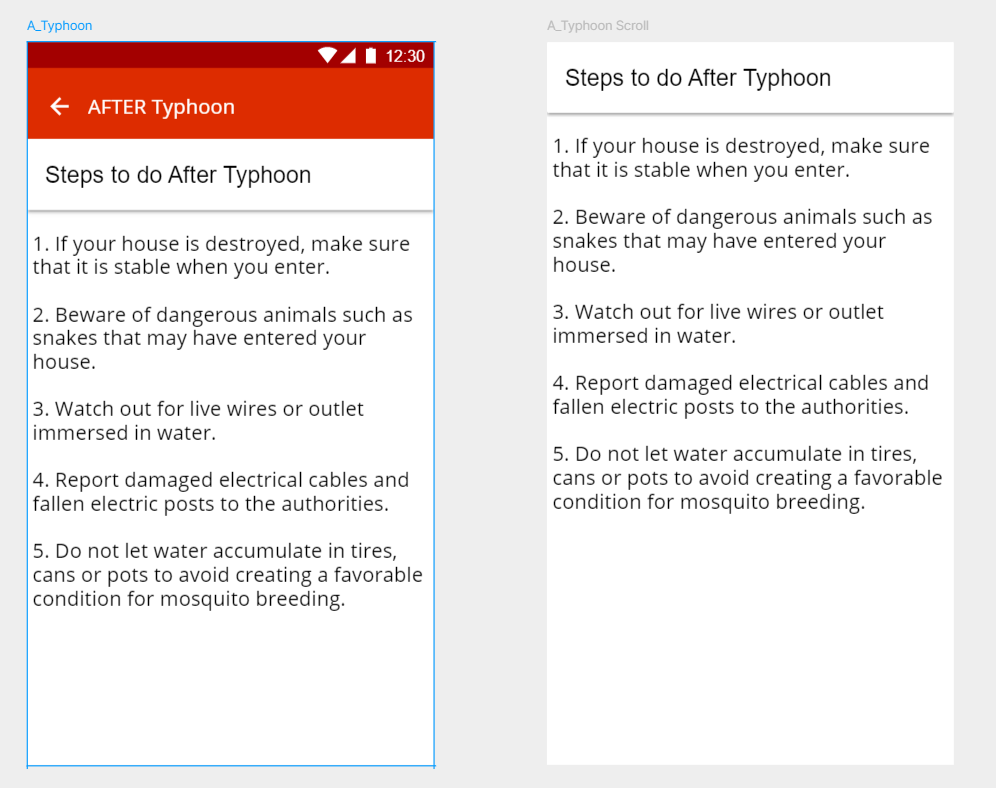 A_Typhoon
12:30
AFTER Typhoon
Steps to do After Typhoon
1. If your house is destroyed, make sure
that it is stable when you enter.
2. Beware of dangerous animals such as
snakes that may have entered your
house.
3. Watch out for live wires or outlet
immersed in water.
4. Report damaged electrical cables and
fallen electric posts to the authorities.
5. Do not let water accumulate in tires,
cans or pots to avoid creating a favorable
condition for mosquito breeding.
A_Typhoon Scroll
Steps to do After Typhoon
1. If your house is destroyed, make sure
that it is stable when you enter.
2. Beware of dangerous animals such as
snakes that may have entered your
house.
3. Watch out for live wires or outlet
immersed in water.
4. Report damaged electrical cables and
fallen electric posts to the authorities.
5. Do not let water accumulate in tires,
cans or pots to avoid creating a favorable
condition for mosquito breeding.